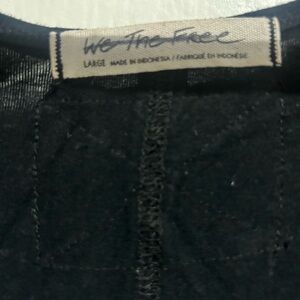 We The Free
LARGE MADE IN INDONESIA / FABRIQUÉ EN INDONÉSIE